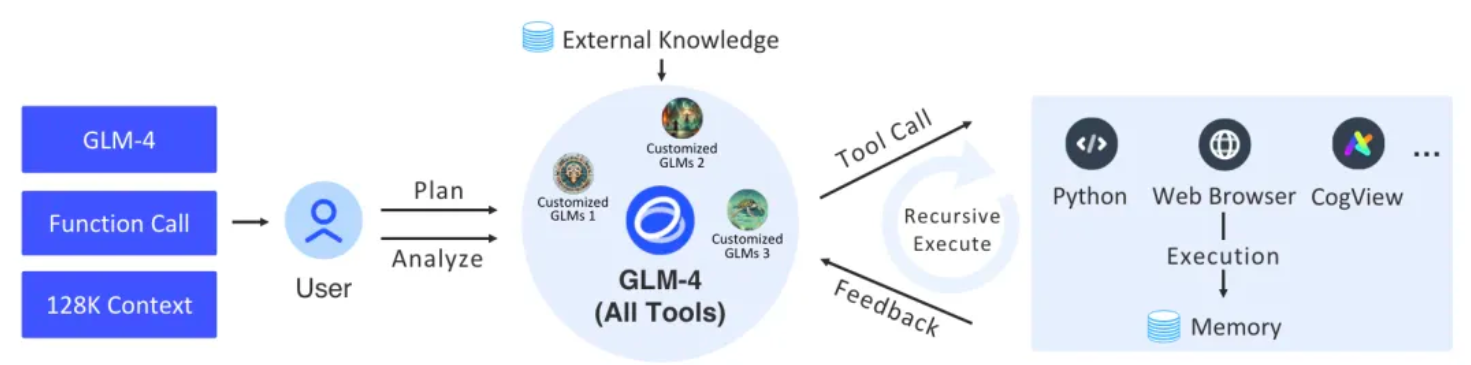 External Knowledge
GLM-4
Function Call
128K Context
User
Plan
Analyze
Customized
GLMs 2
Customized
GLMs 1
Customized
GLMs 3
GLM-4
(All Tools)
Tool Call
Recursive
Execute
Feedback
</>
Python
Web Browser
CogView
...
Execution
Memory